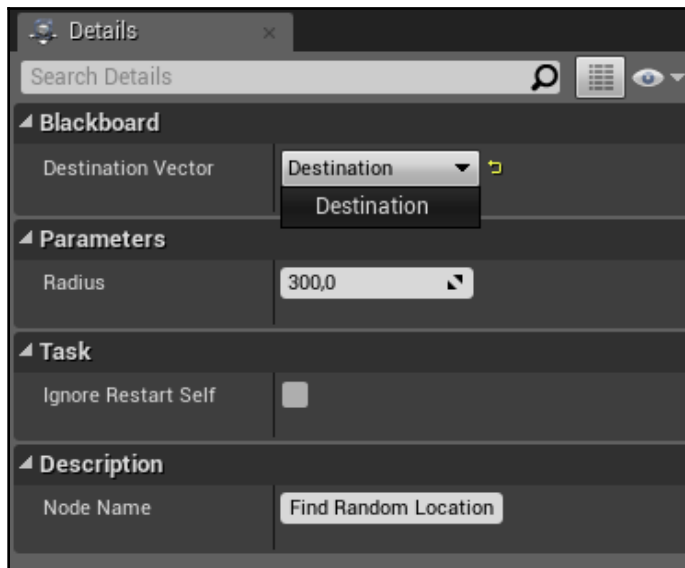 Details
Search Details
Blackboard
Destination Vector
Destination
Destination
Parameters
Radius
300,0
Task
Ignore Restart Self
Description
Node Name
Find Random Location